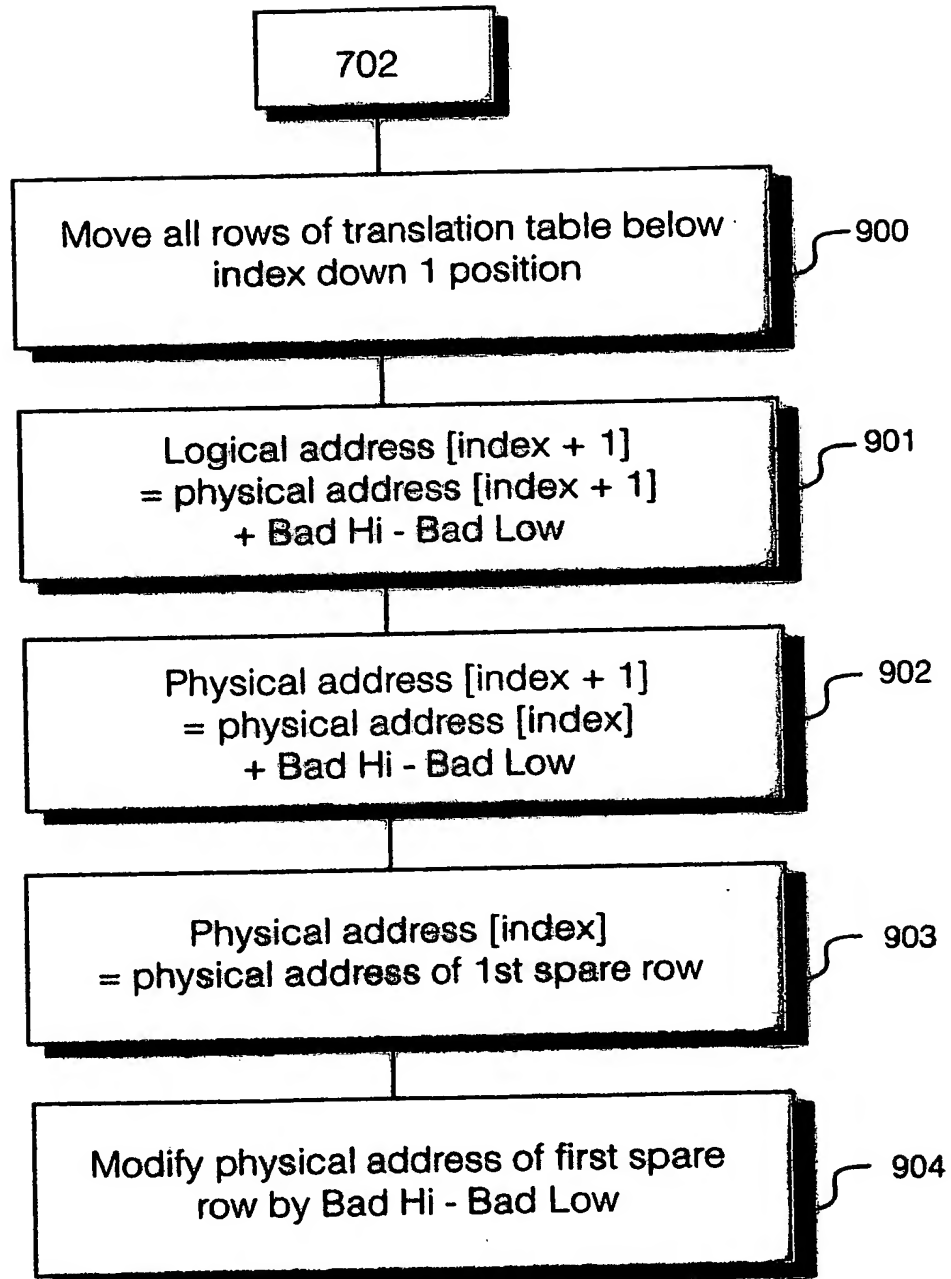 702
Move all rows of translation table below
index down 1 position
900
Logical address [index + 1]
= physical address [index + 1]
+ Bad Hi - Bad Low
901
Physical address [index + 1]
= physical address [index]
+ Bad Hi - Bad Low
902
Physical address [index]
= physical address of 1st spare row
903
Modify physical address of first spare
row by Bad Hi - Bad Low
904